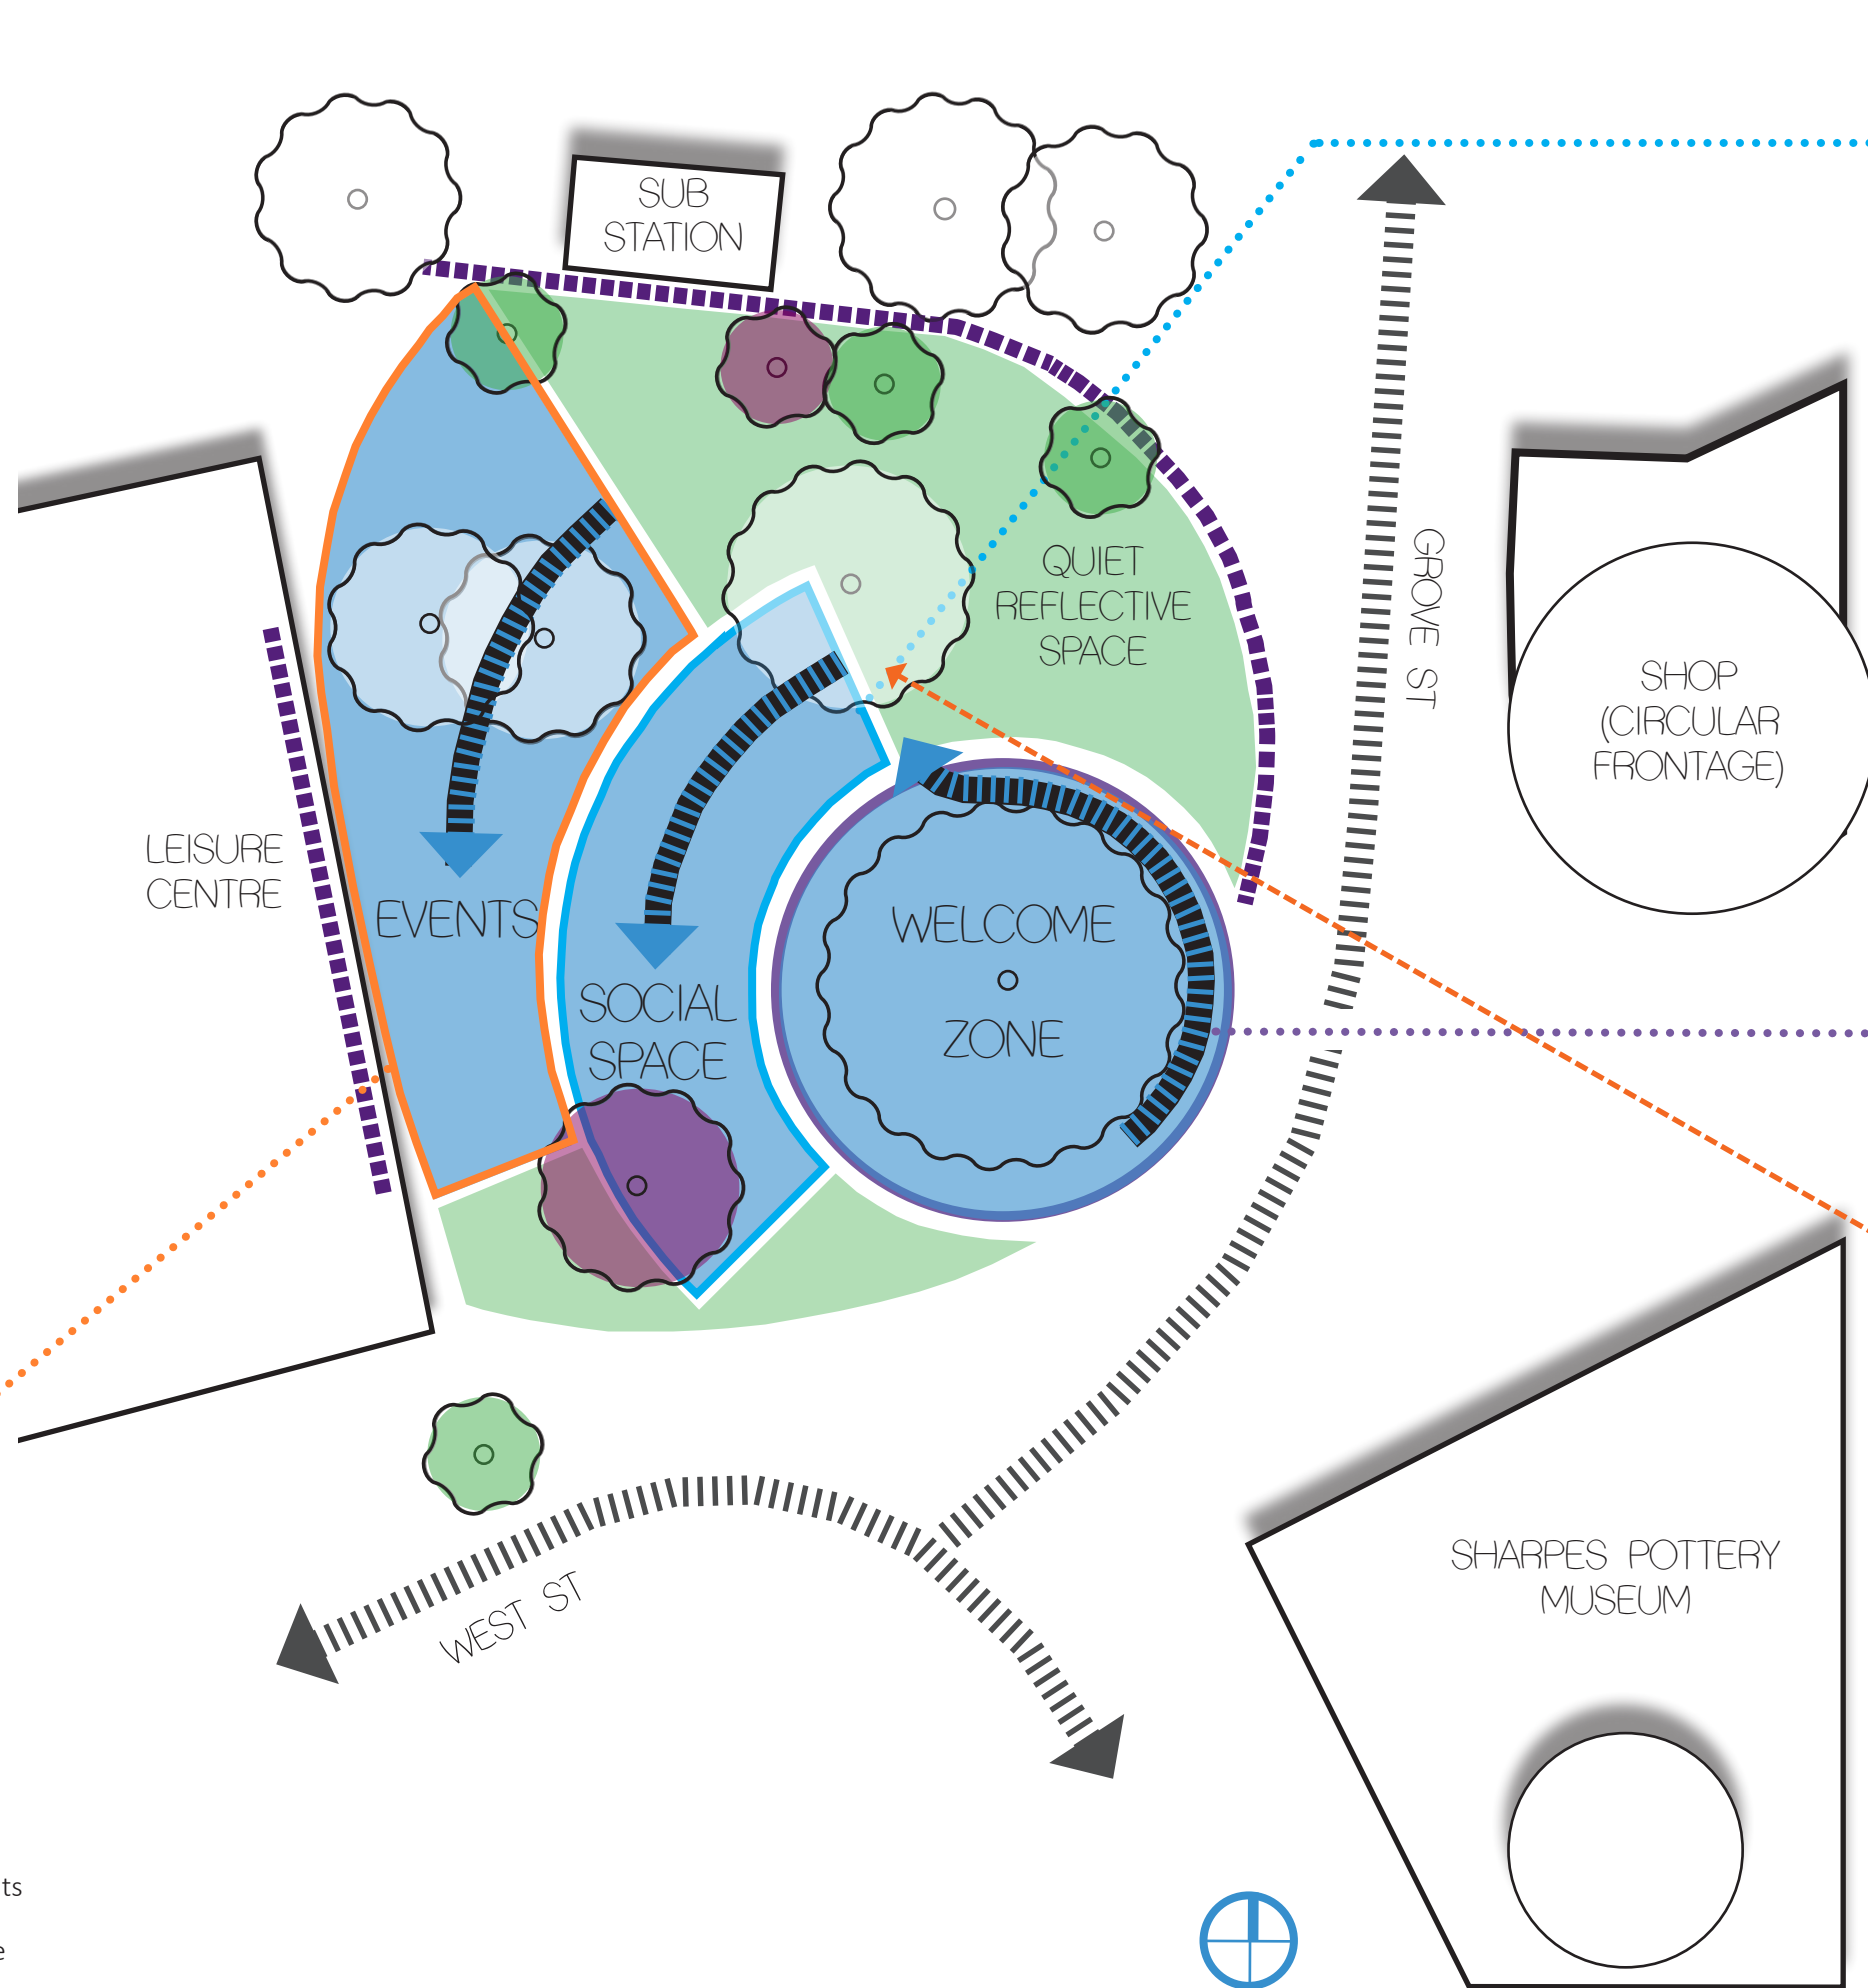 SUB
STATION
QUIET
REFLECTIVE
SPACE
GROVE ST
SHOP
(CIRCULAR
FRONTAGE)
LEISURE
CENTRE
EVENTS
WELCOME
ZONE
SOCIAL
SPACE
WEST ST
SHARPES POTTERY
MUSEUM
ts
e